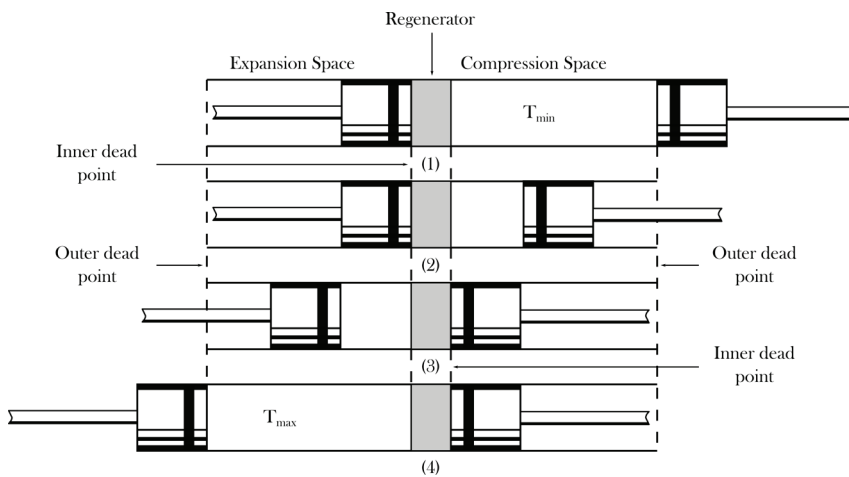 Regenerator
Expansion Space
Compression Space
Tmin
Inner dead
point
(1)
Outer dead
point
(2)
Outer dead
point
(3)
Inner dead
point
Tmax
(4)